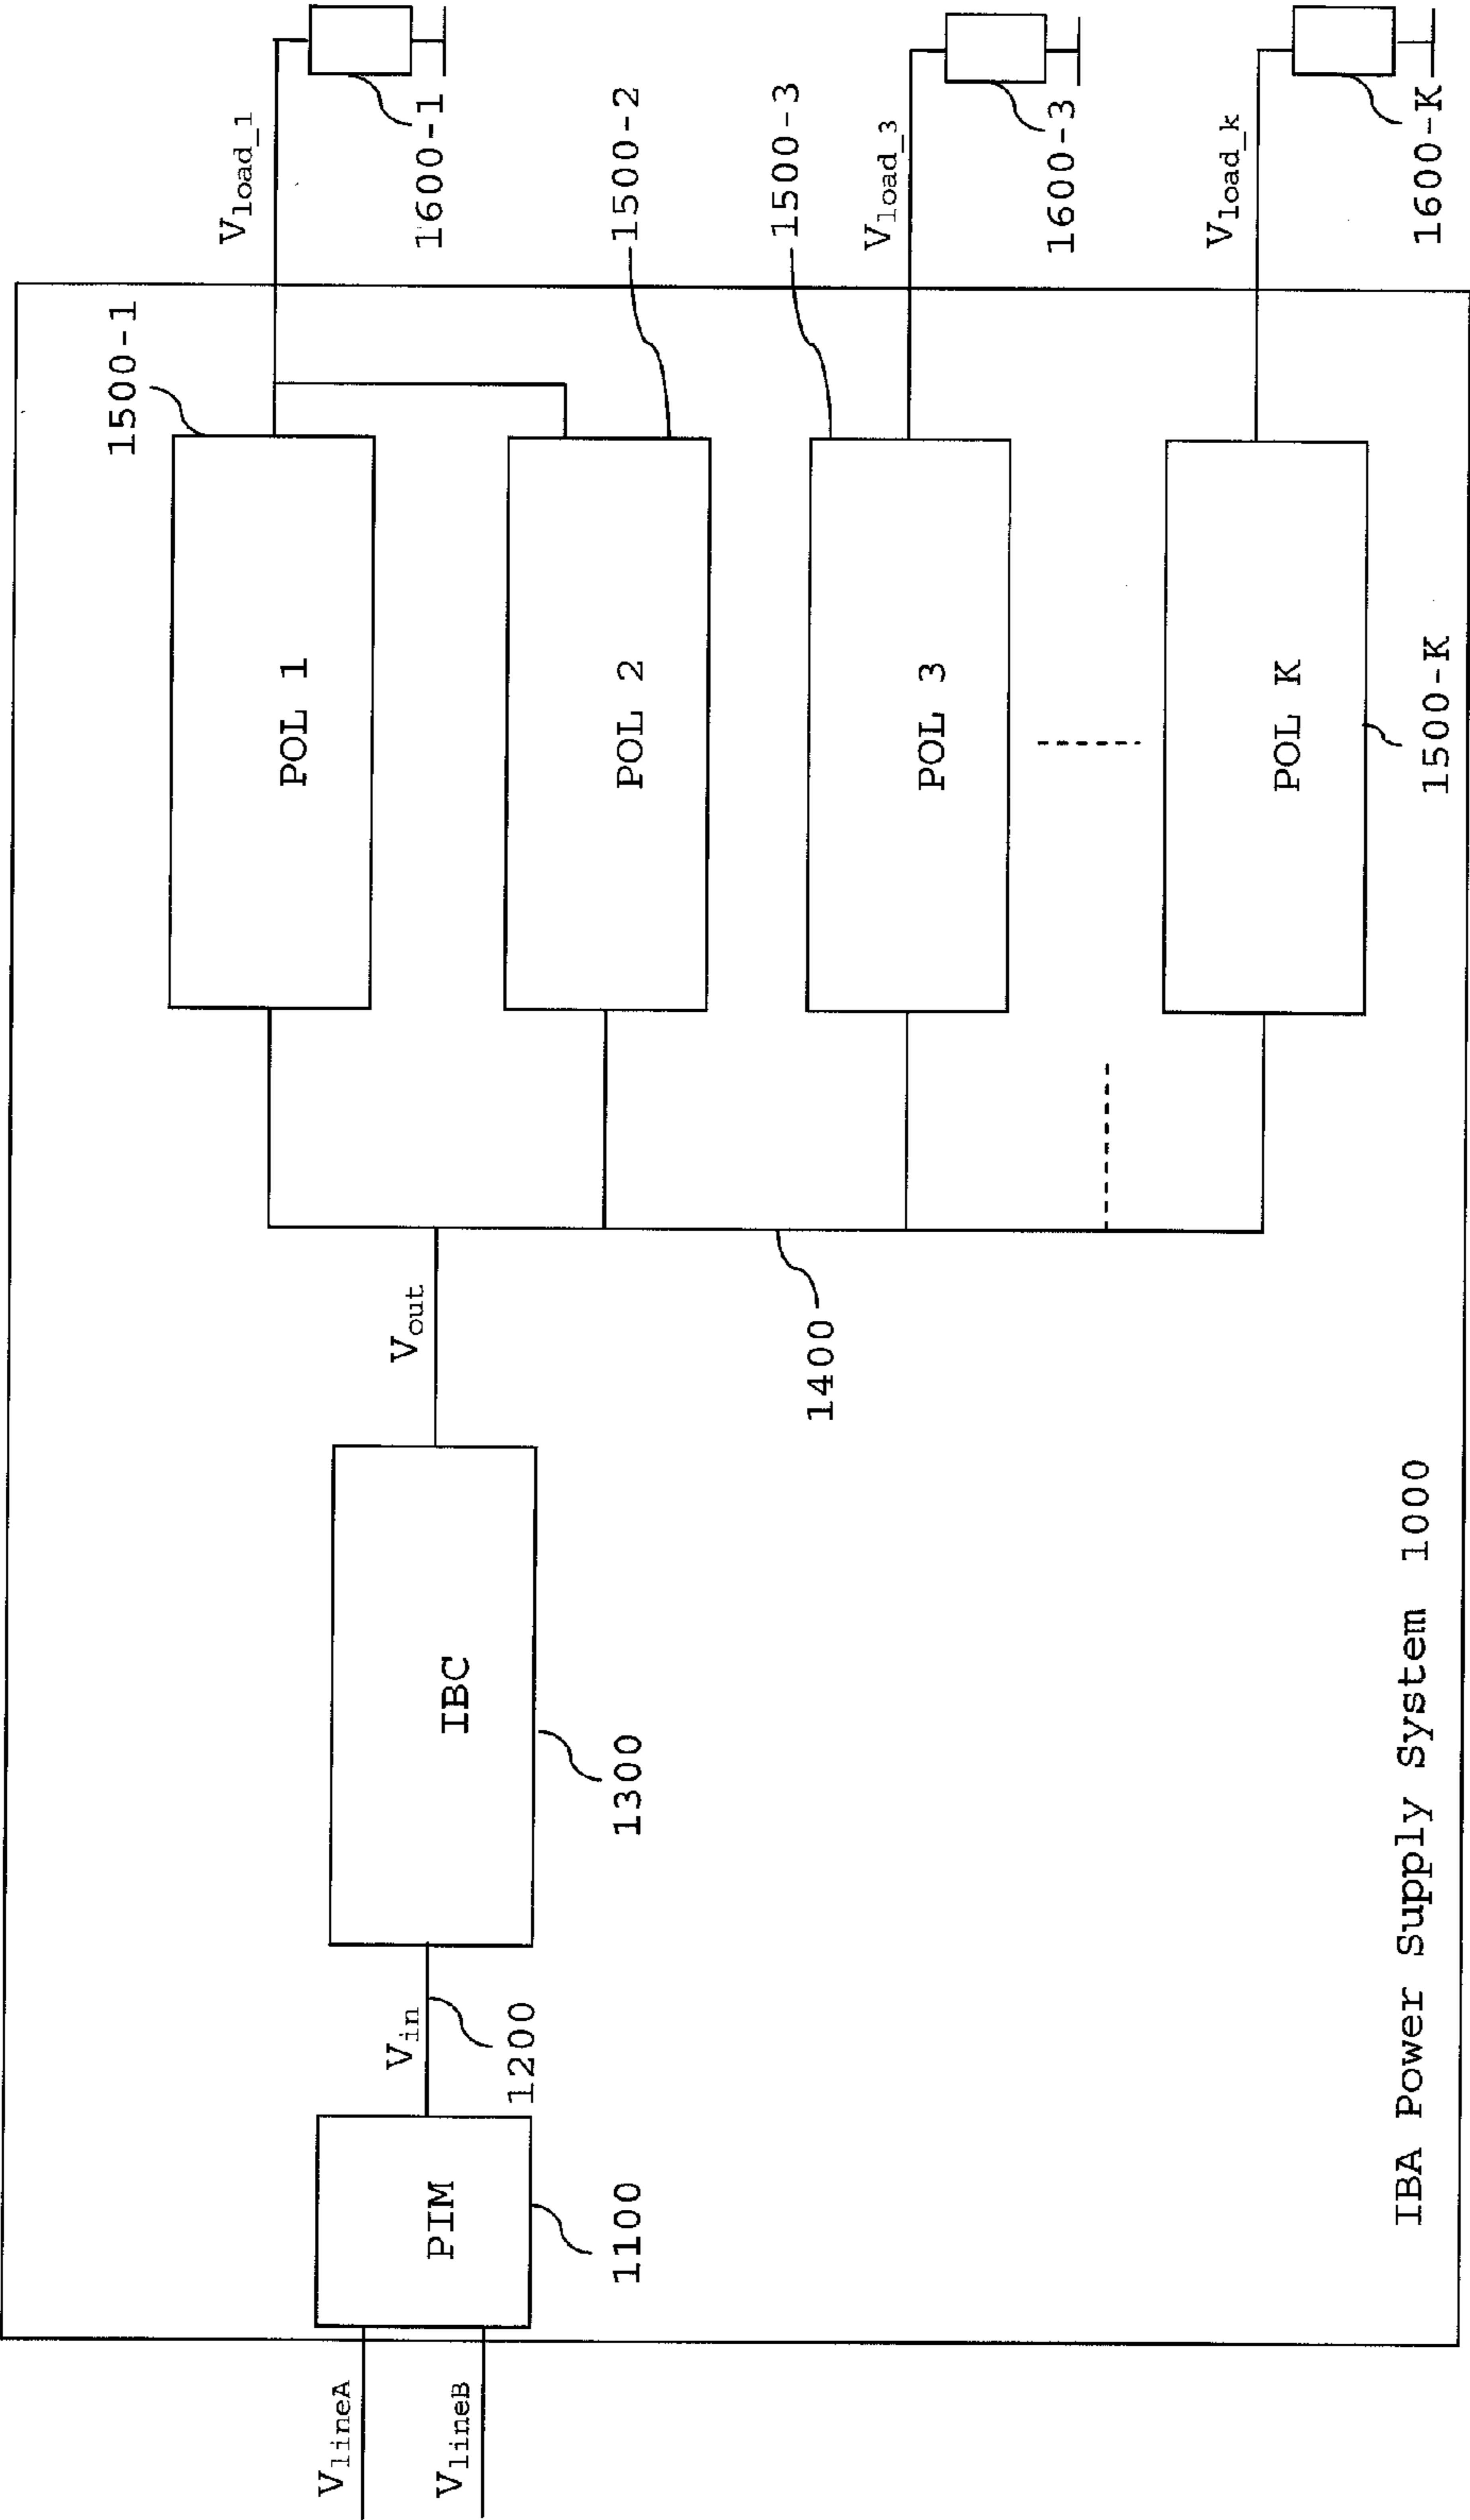 V_lineA
V_lineB
PIM
1100
V_in
1200
IBC
1300
V_out
1400
1500-1
POL 1
V_load_1
1600-1
POL 2
1500-2
1500-3
POL 3
V_load_3
1600-3
POL K
1500-K
V_load_k
1600-K
IBA Power Supply System 1000